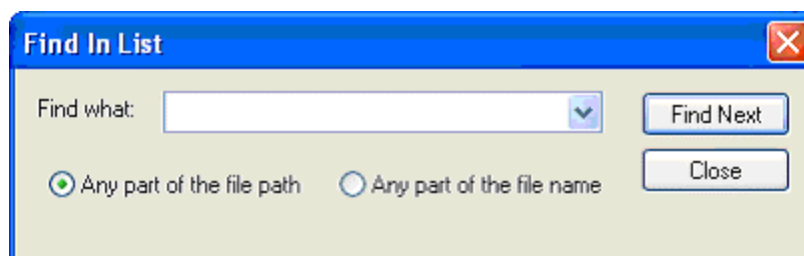 Find In List
Find what:
Find Next
Any part of the file path
Any part of the file name
Close